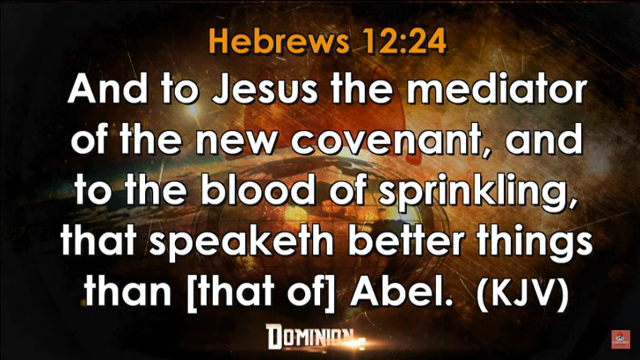 Hebrews 12:24
And to Jesus the mediator
of the new covenant, and
to the blood of sprinkling,
that speaketh better things
than [that of] Abel. (KJV)
DOMINION